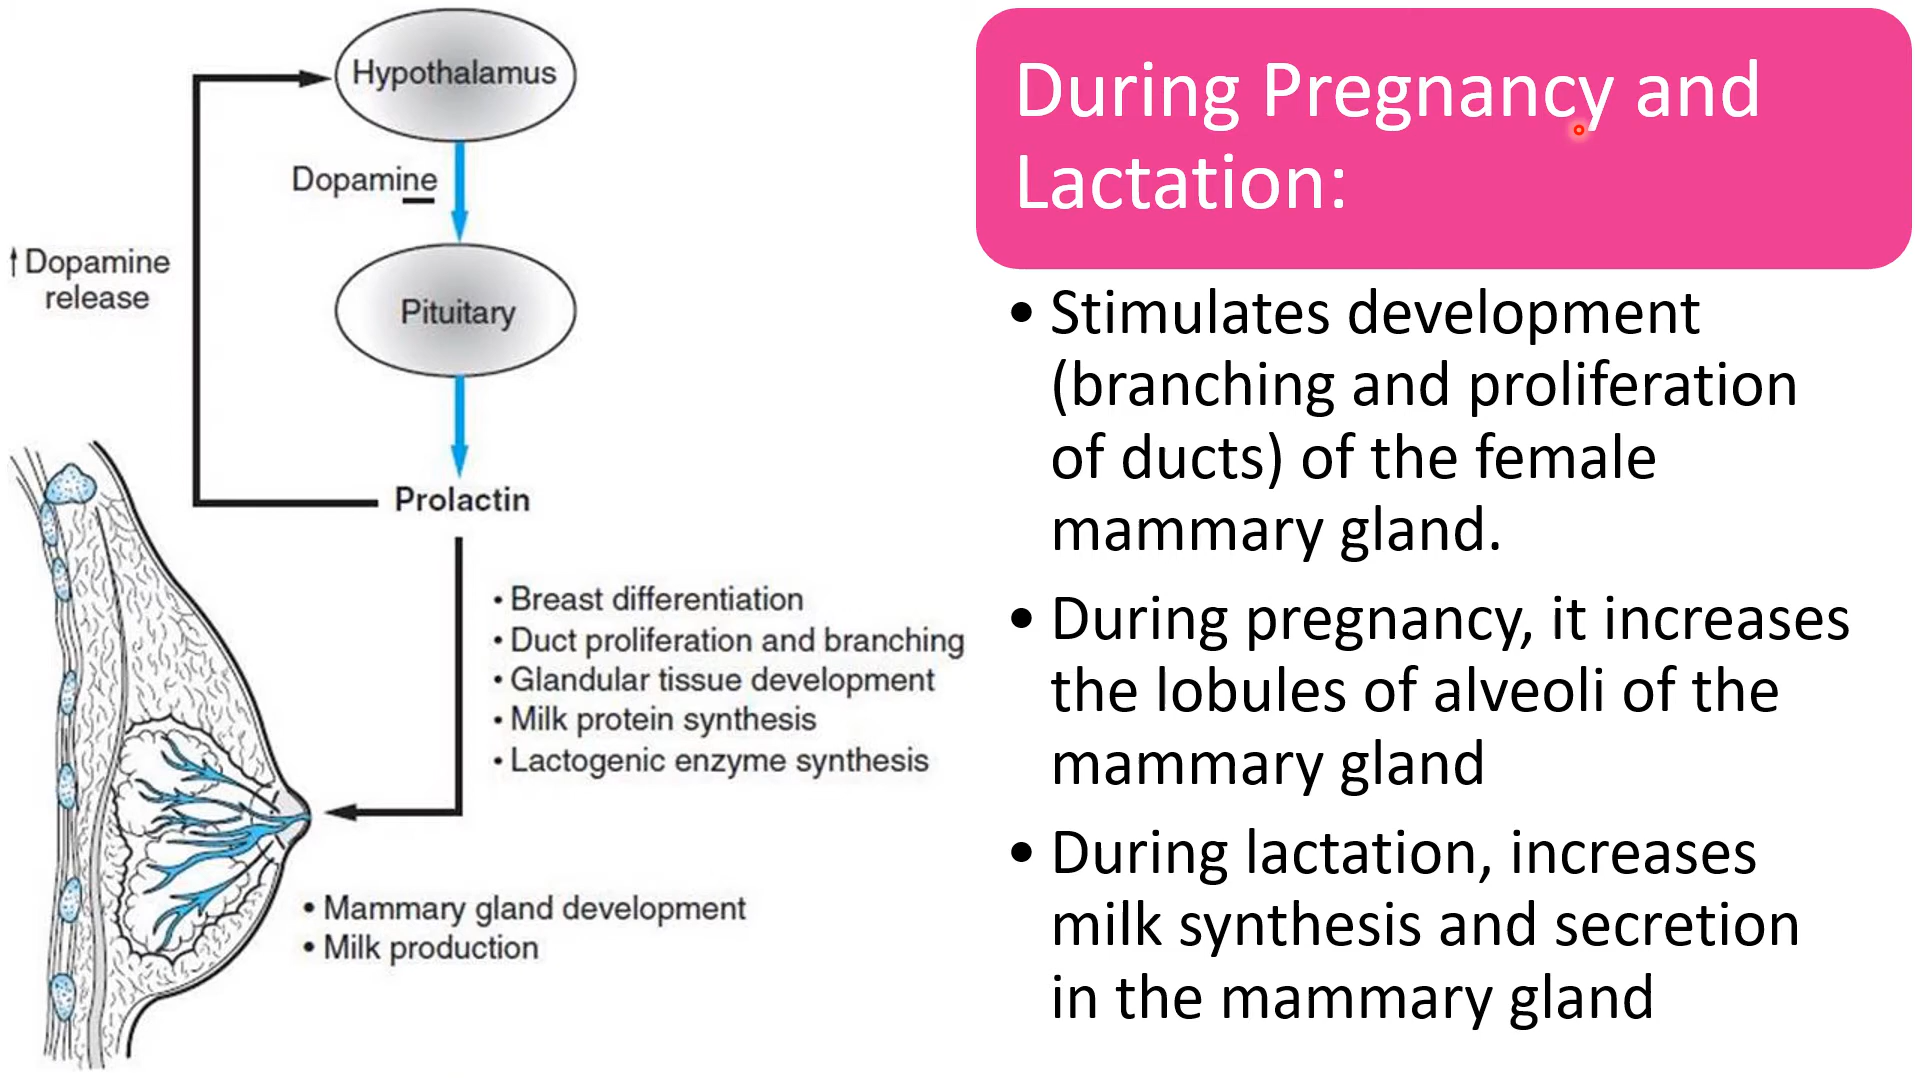 Hypothalamus
Dopamine
↑Dopamine
release
Pituitary
Prolactin
• Breast differentiation
• Duct proliferation and branching
• Glandular tissue development
• Milk protein synthesis
• Lactogenic enzyme synthesis
• Mammary gland development
• Milk production
During Pregnancy and
Lactation:
• Stimulates development
(branching and proliferation
of ducts) of the female
mammary gland.
• During pregnancy, it increases
the lobules of alveoli of the
mammary gland
• During lactation, increases
milk synthesis and secretion
in the mammary gland